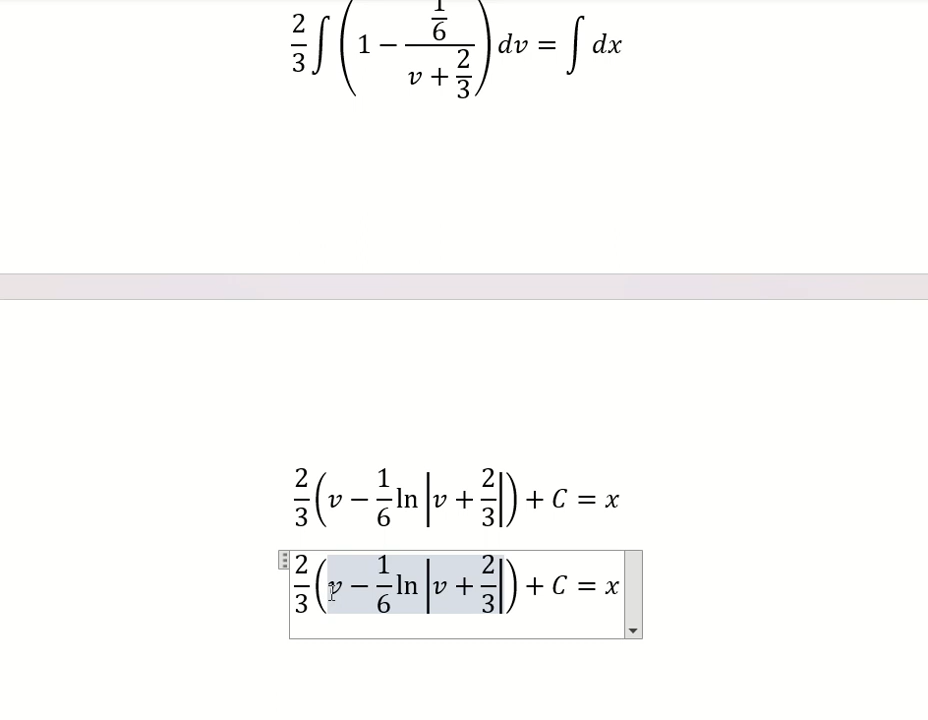 2/3 ∫ (1 − (1/6)/(v + 2/3)) dv = ∫ dx
2/3 (v − 1/6 ln |v + 2/3|) + C = x
2/3 (v − 1/6 ln |v + 2/3|) + C = x